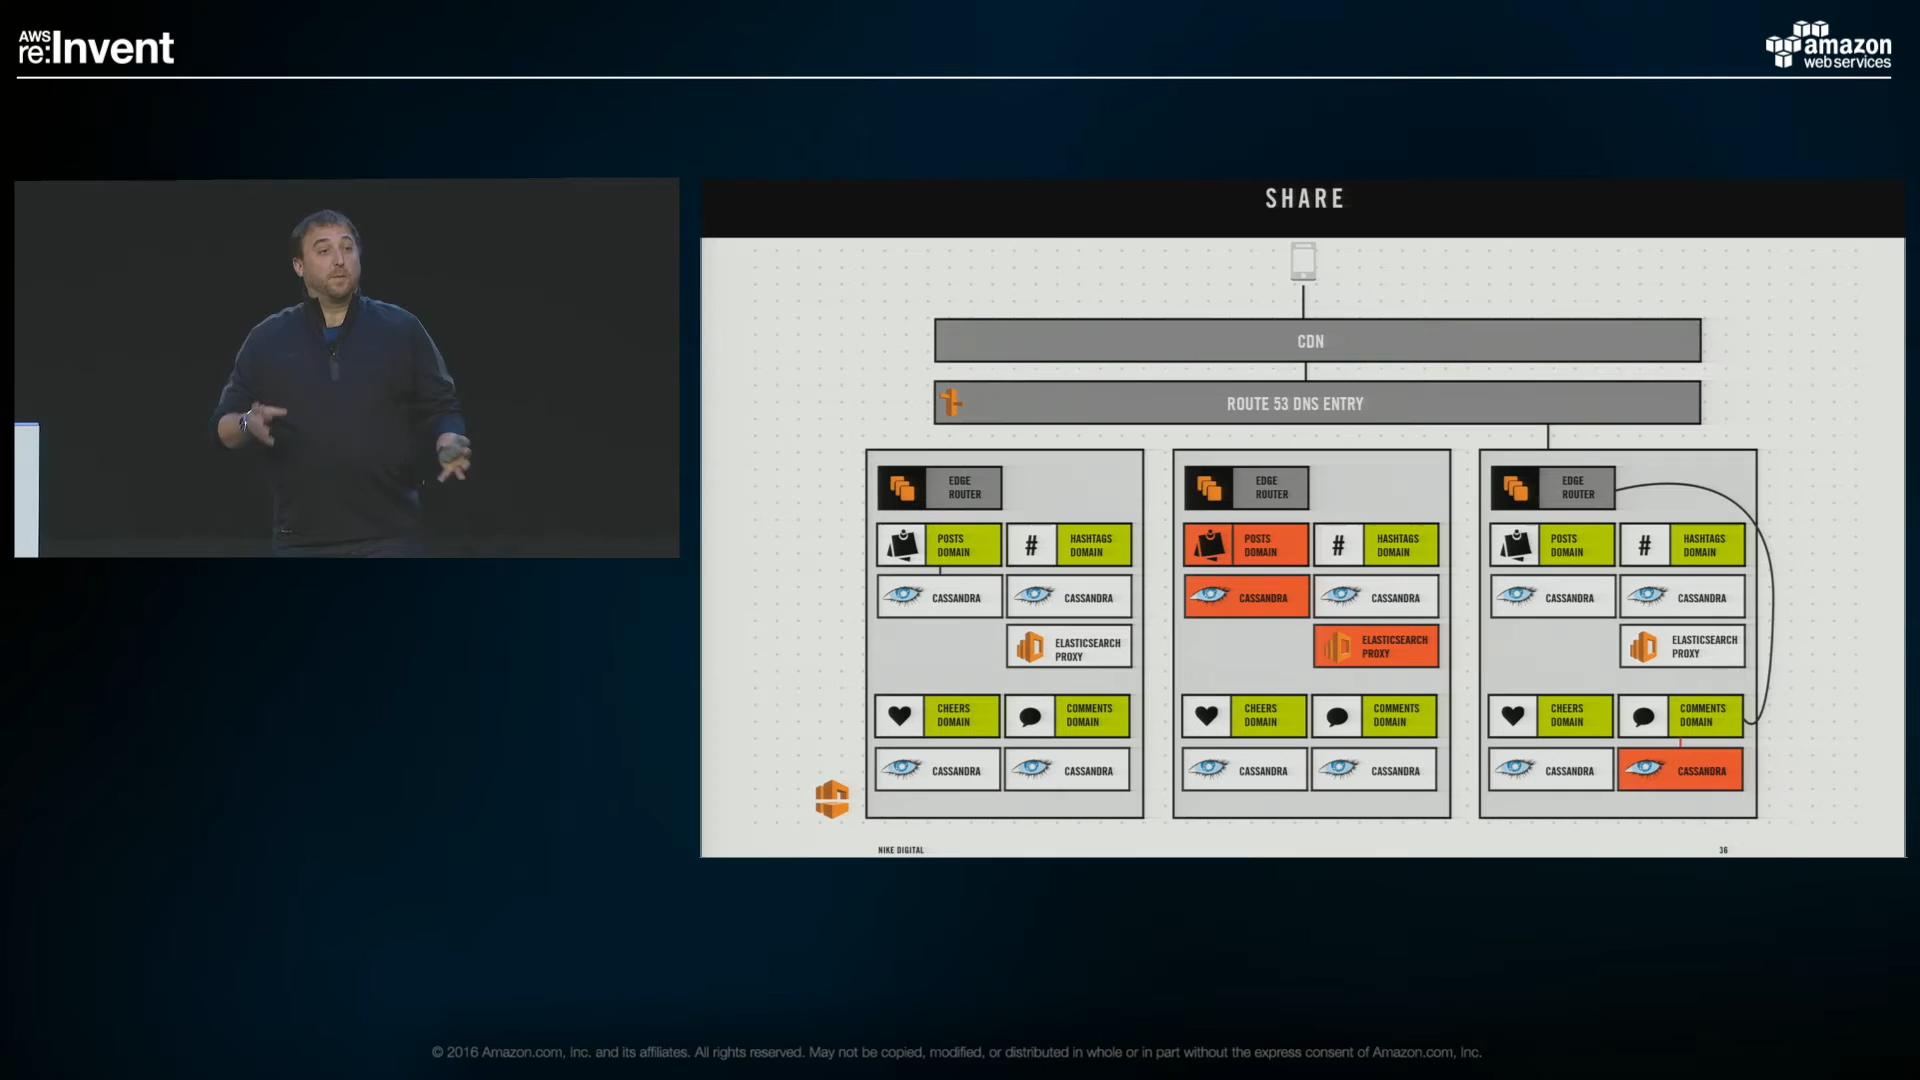 AWS
re:Invent
amazon
web services
SHARE
CDN
ROUTE 53 DNS ENTRY
EDGE
ROUTER
POSTS
DOMAIN
#
HASHTAGS
DOMAIN
CASSANDRA
CASSANDRA
ELASTICSEARCH
PROXY
CHEERS
DOMAIN
COMMENTS
DOMAIN
CASSANDRA
CASSANDRA
EDGE
ROUTER
POSTS
DOMAIN
#
HASHTAGS
DOMAIN
CASSANDRA
CASSANDRA
ELASTICSEARCH
PROXY
CHEERS
DOMAIN
COMMENTS
DOMAIN
CASSANDRA
CASSANDRA
EDGE
ROUTER
POSTS
DOMAIN
#
HASHTAGS
DOMAIN
CASSANDRA
CASSANDRA
ELASTICSEARCH
PROXY
CHEERS
DOMAIN
COMMENTS
DOMAIN
CASSANDRA
CASSANDRA
NIKE DIGITAL
36
© 2016 Amazon.com, Inc. and its affiliates. All rights reserved. May not be copied, modified, or distributed in whole or in part without the express consent of Amazon.com, Inc.